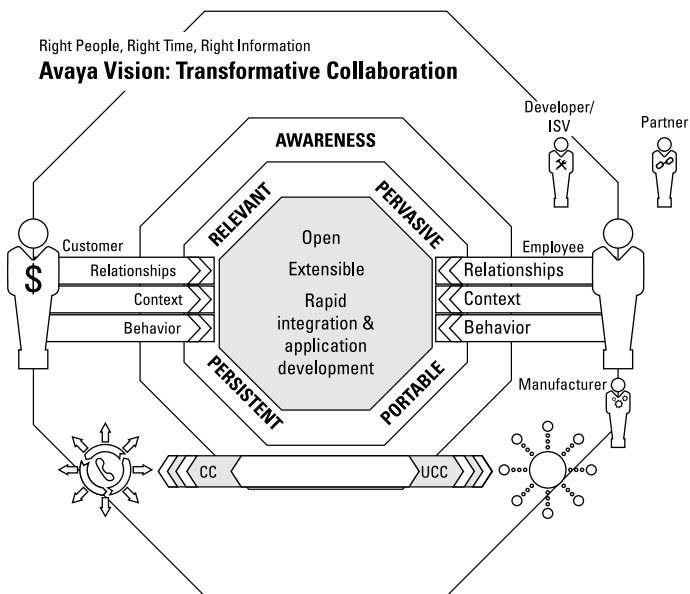 Right People, Right Time, Right Information
Avaya Vision: Transformative Collaboration
Developer/
ISV
Partner
AWARENESS
RELEVANT
PERVASIVE
Customer
Employee
Relationships
Context
Behavior
Open
Extensible
Rapid
integration &
application
development
Relationships
Context
Behavior
PERSISTENT
PORTABLE
Manufacturer
$
CC
UCC